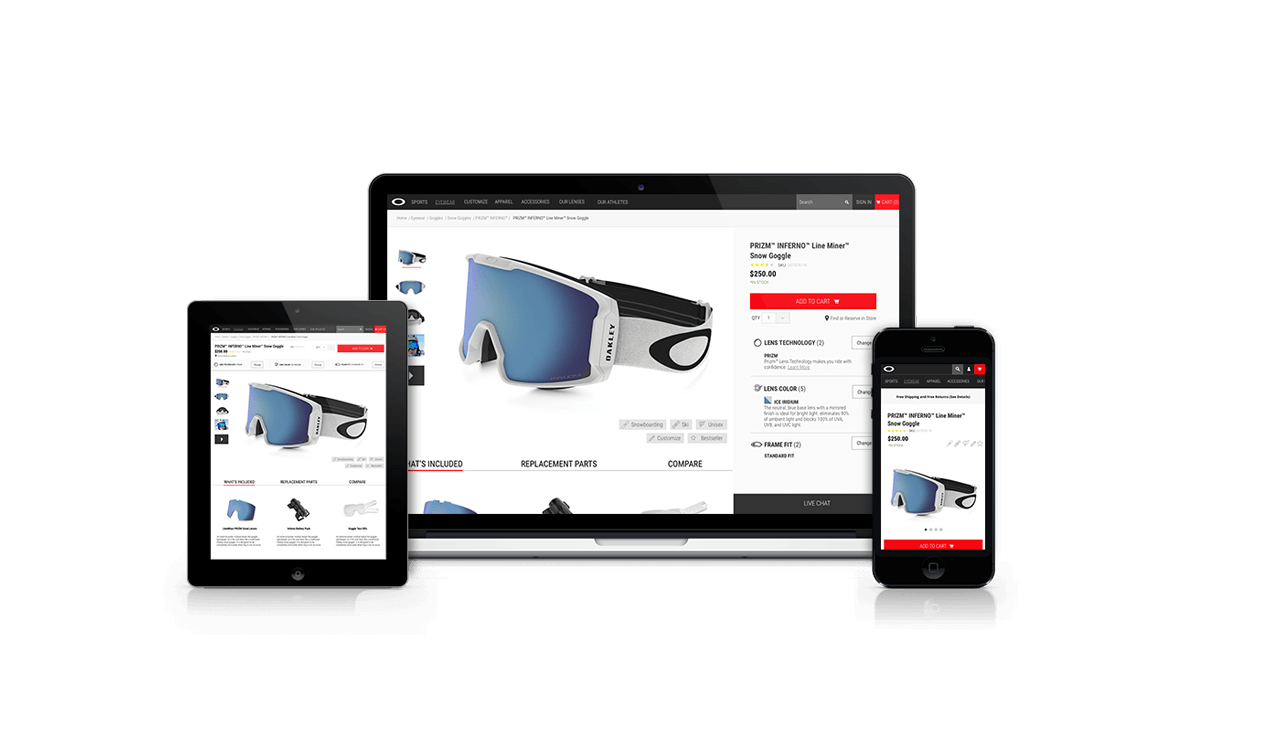 SPORTS EYEWEAR CUSTOMIZE APPAREL ACCESSORIES OUR LENSES OUR ATHLETES Search SIGN IN CART (0)
Home / Eyewear / Goggles / Snow Goggles / PRIZM™ INFERNO™ / PRIZM™ INFERNO™ Line Miner™ Snow Goggle
PRIZM™ INFERNO™ Line Miner™
Snow Goggle
SKU
$250.00
*IN STOCK
ADD TO CART
QTY 1
Find or Reserve in Store
LENS TECHNOLOGY (2) Change
PRIZM
Prizm™ Lens Technology makes you ride with
confidence. Learn More
LENS COLOR (5) Chang
ICE IRIDIUM
The neutral, blue base lens with a mirrored
finish is ideal for bright light, eliminates 90%
of ambient light and blocks 100% of UVA,
UVB, and UVC light.
FRAME FIT (2) Change
STANDARD FIT
LIVE CHAT
OAKLEY
Snowboarding Ski Unisex
Customize Bestseller
HAT'S INCLUDED REPLACEMENT PARTS COMPARE
PRIZM™ INFERNO™ Line Miner™ Snow Goggle
$250.00
ADD TO CART
OAKLEY
WHAT'S INCLUDED REPLACEMENT PARTS COMPARE
SPORTS EYEWEAR APPAREL ACCESSORIES OUR
Free Shipping and Free Returns (See Details)
PRIZM™ INFERNO™ Line Miner™
Snow Goggle
SKU
$250.00
*IN STOCK
ADD TO CART